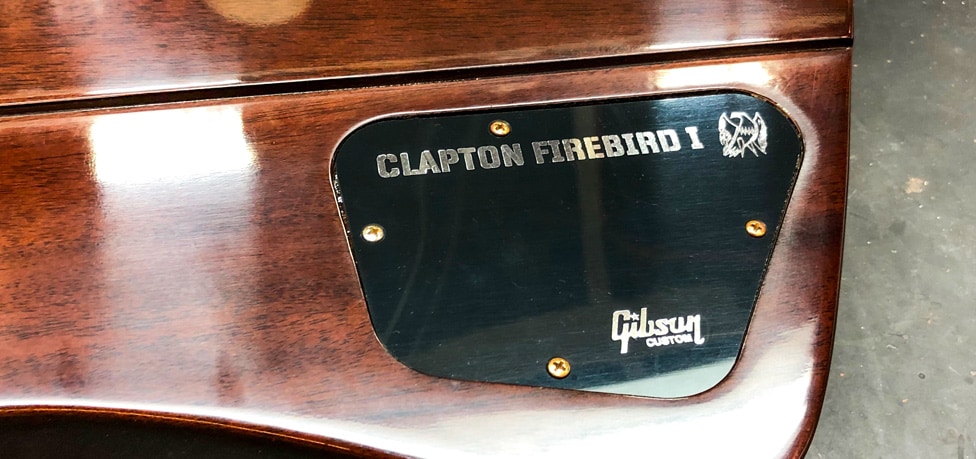 CLAPTON FIREBIRD I
Gibson
CUSTOM